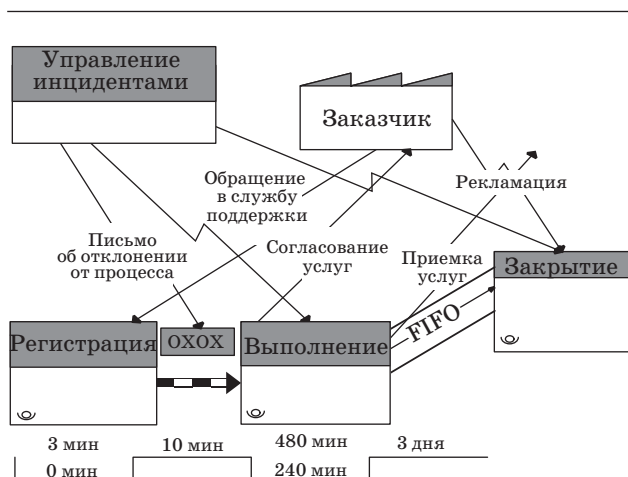 Управление
инцидентами
Заказчик
Обращение
в службу
поддержки
Рекламация
Письмо
об отклонении
от процесса
Согласование
услуг
Приемка
услуг
Закрытие
FIFO
Регистрация
OXOX
Выполнение
3 мин
10 мин
480 мин
3 дня
0 мин
240 мин